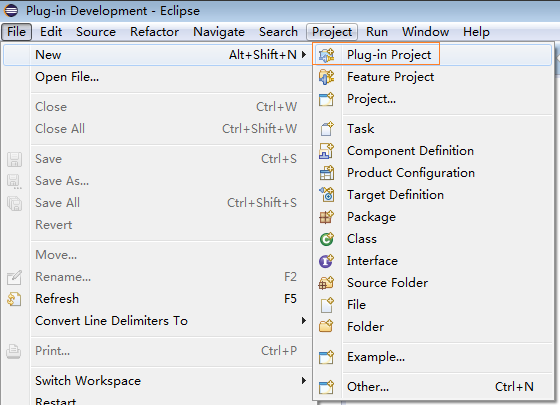 Plug-in Development - Eclipse
File Edit Source Refactor Navigate Search Project Run Window Help
New Alt+Shift+N
Open File...
Close Ctrl+W
Close All Ctrl+Shift+W
Save Ctrl+S
Save As...
Save All Ctrl+Shift+S
Revert
Move...
Rename... F2
Refresh F5
Convert Line Delimiters To
Print... Ctrl+P
Switch Workspace
Restart
Plug-in Project
Feature Project
Project...
Task
Component Definition
Product Configuration
Target Definition
Package
Class
Interface
Source Folder
File
Folder
Example...
Other... Ctrl+N